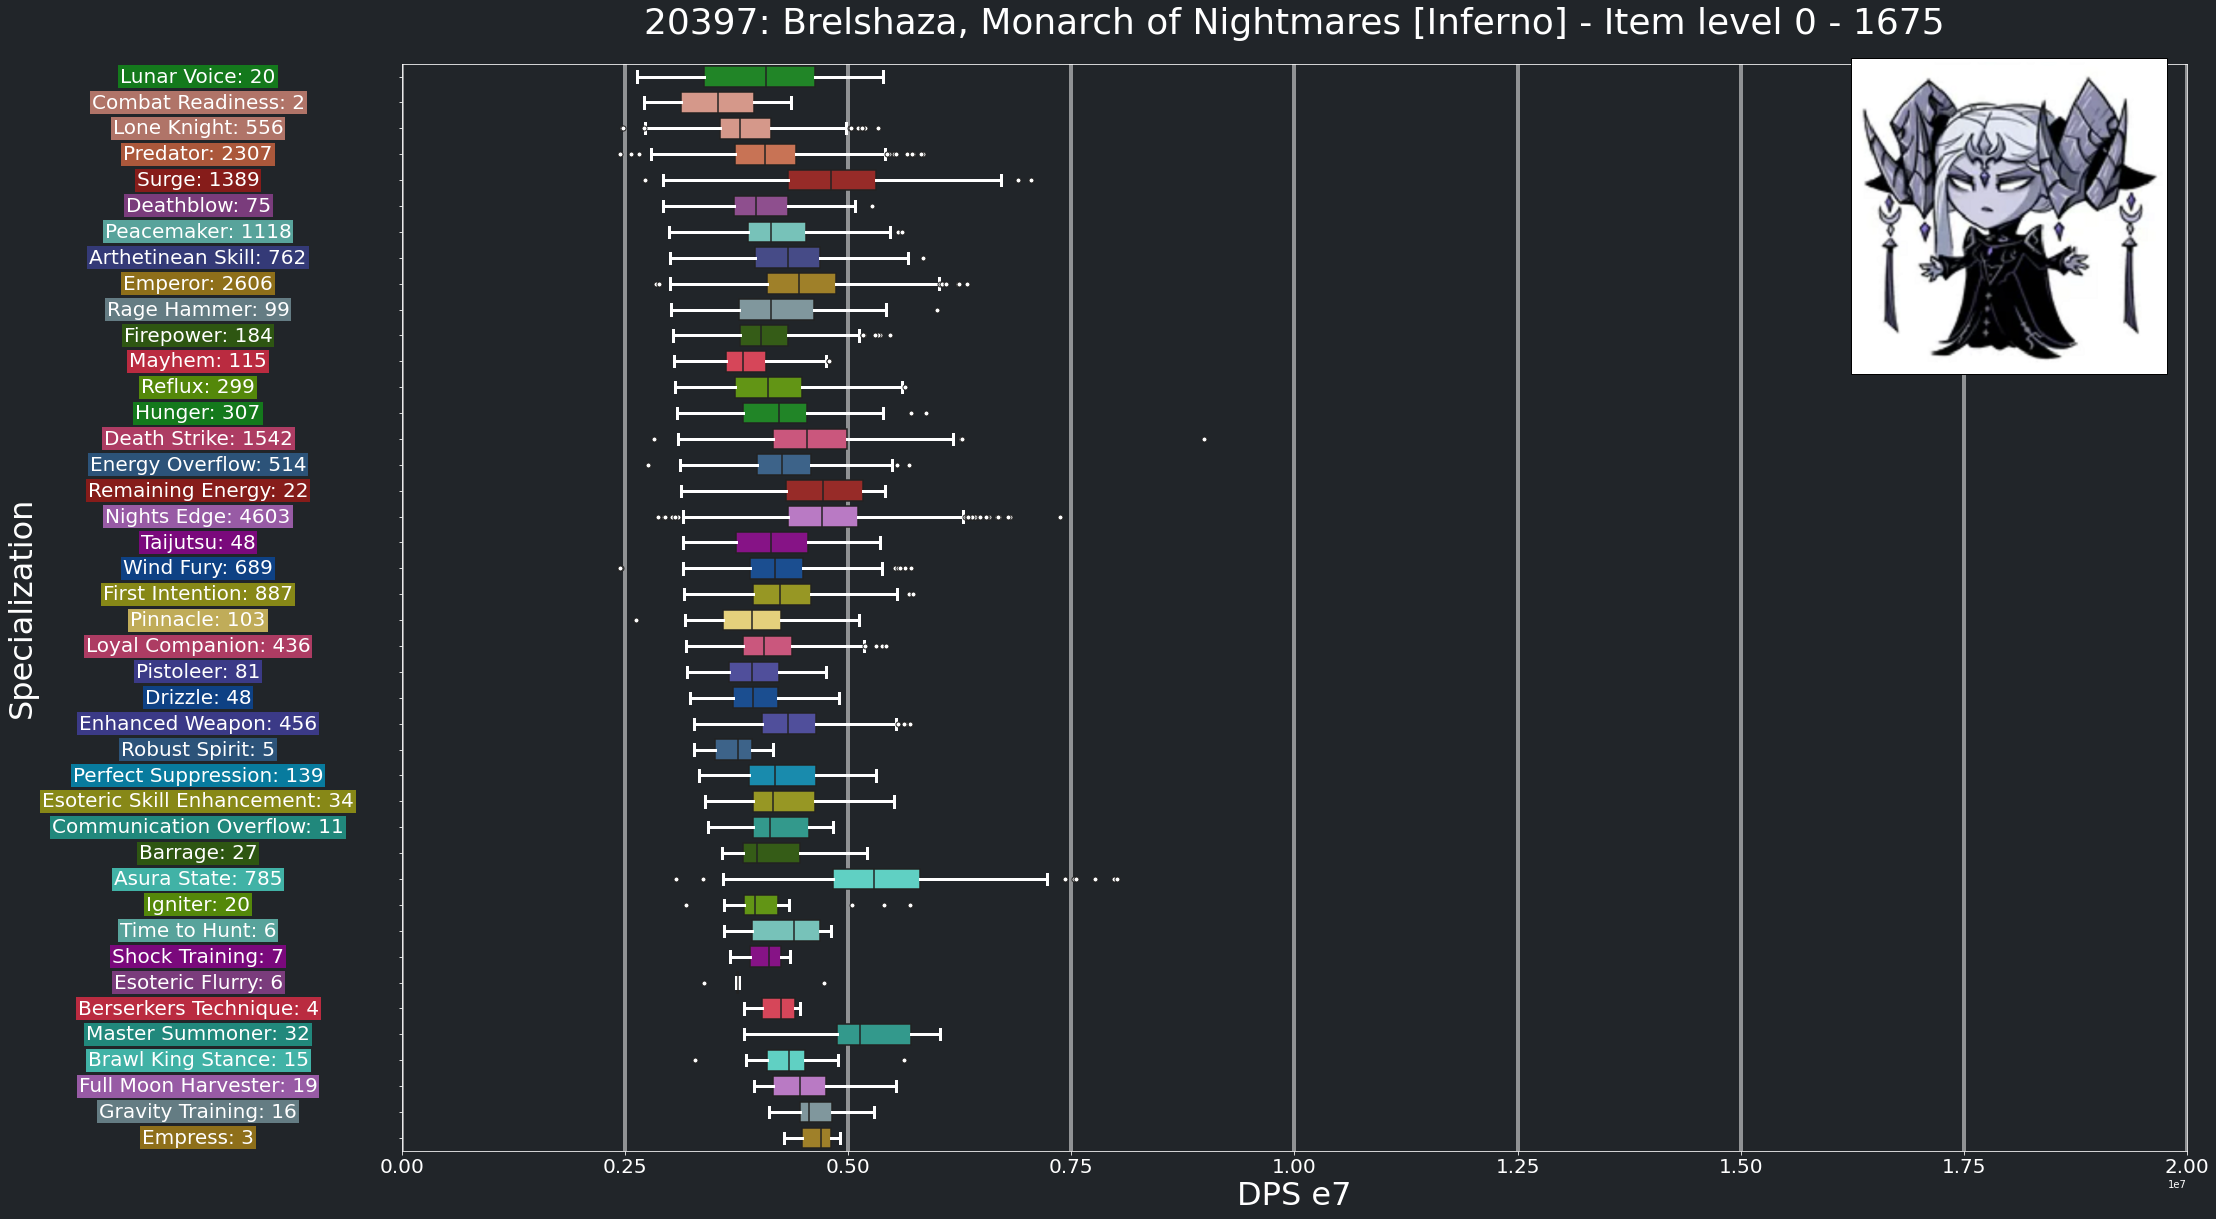 20397: Brelshaza, Monarch of Nightmares [Inferno] - Item level 0 - 1675
Specialization
Lunar Voice: 20
Combat Readiness: 2
Lone Knight: 556
Predator: 2307
Surge: 1389
Deathblow: 75
Peacemaker: 1118
Arthetinean Skill: 762
Emperor: 2606
Rage Hammer: 99
Firepower: 184
Mayhem: 115
Reflux: 299
Hunger: 307
Death Strike: 1542
Energy Overflow: 514
Remaining Energy: 22
Nights Edge: 4603
Taijutsu: 48
Wind Fury: 689
First Intention: 887
Pinnacle: 103
Loyal Companion: 436
Pistoleer: 81
Drizzle: 48
Enhanced Weapon: 456
Robust Spirit: 5
Perfect Suppression: 139
Esoteric Skill Enhancement: 34
Communication Overflow: 11
Barrage: 27
Asura State: 785
Igniter: 20
Time to Hunt: 6
Shock Training: 7
Esoteric Flurry: 6
Berserkers Technique: 4
Master Summoner: 32
Brawl King Stance: 15
Full Moon Harvester: 19
Gravity Training: 16
Empress: 3
0.00 0.25 0.50 0.75 1.00 1.25 1.50 1.75 2.00
1e7
DPS e7